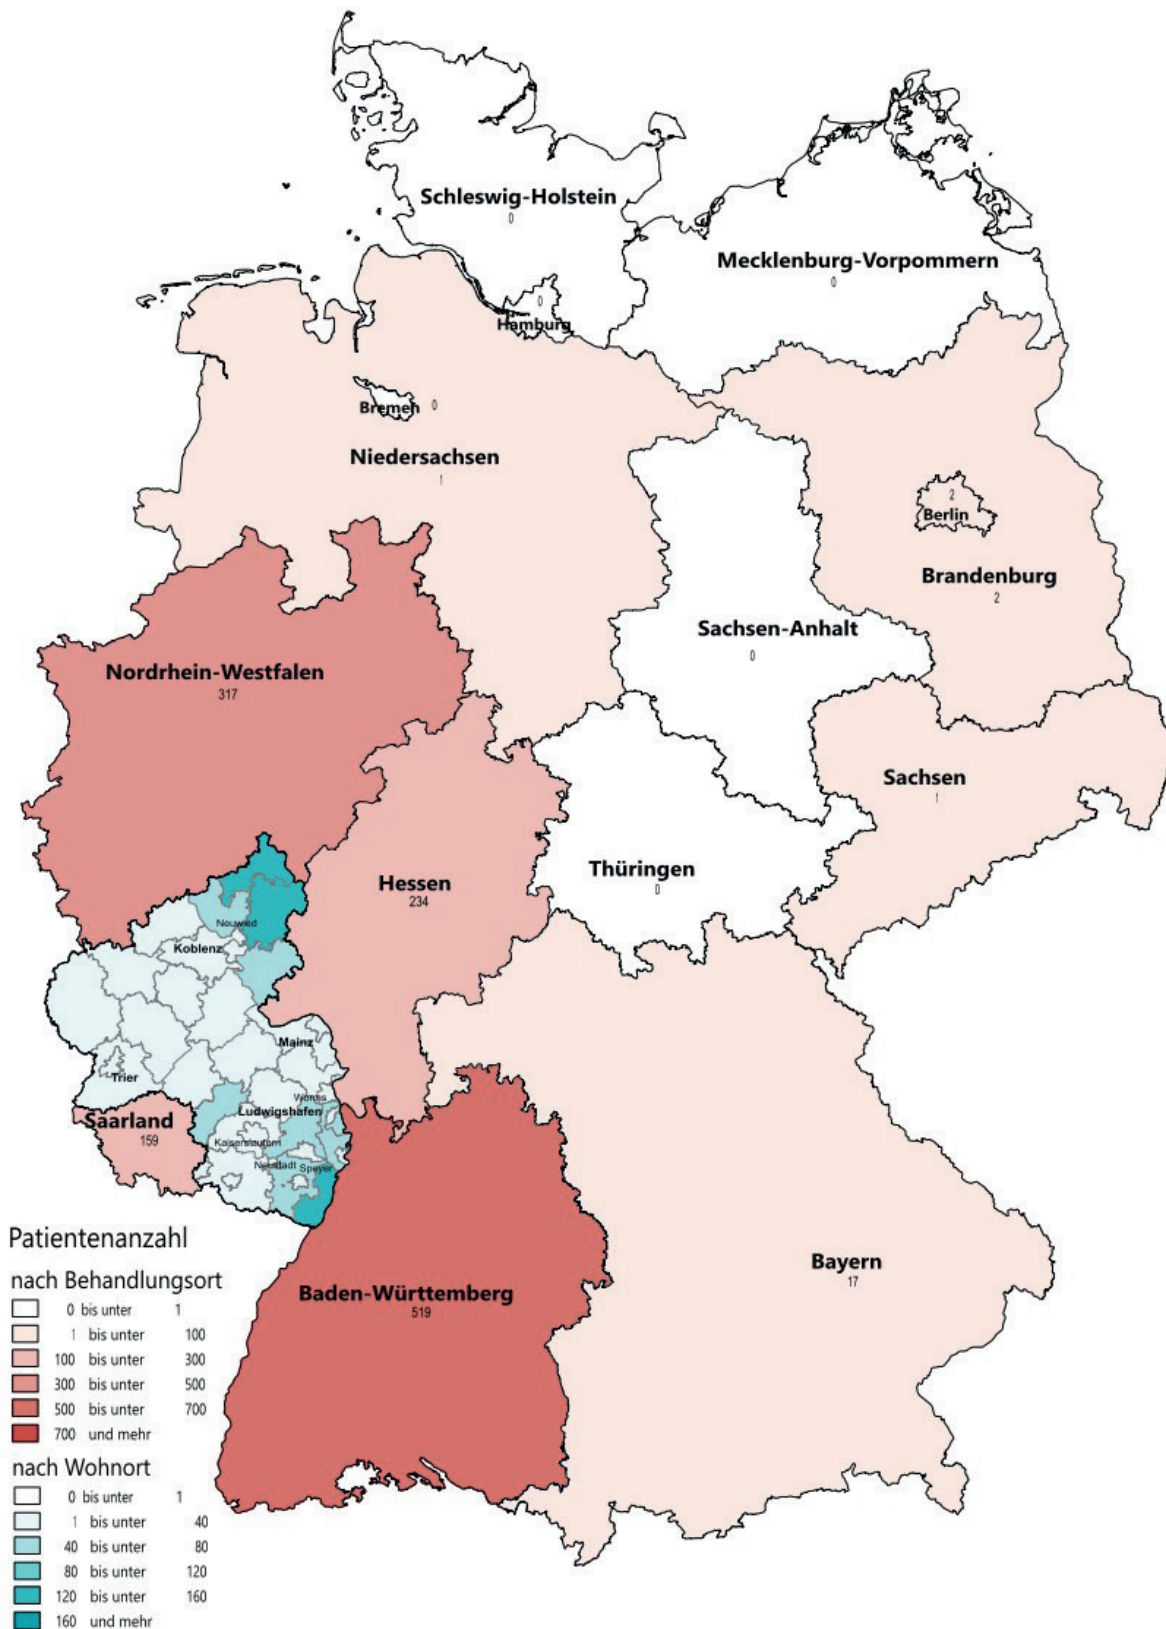 Schleswig-Holstein
0
Mecklenburg-Vorpommern
0
0
Hamburg
Bremen 0
Niedersachsen
1
2
Berlin
Brandenburg
2
Sachsen-Anhalt
0
Nordrhein-Westfalen
317
Sachsen
1
Thüringen
0
Hessen
234
Neuwied
Koblenz
Mainz
Trier
Worms
Ludwigshafen
Saarland
159
Kaiserslautern
Neustadt
Speyer
Bayern
17
Baden-Württemberg
519
Patientenanzahl
nach Behandlungsort
0 bis unter 1
1 bis unter 100
100 bis unter 300
300 bis unter 500
500 bis unter 700
700 und mehr
nach Wohnort
0 bis unter 1
1 bis unter 40
40 bis unter 80
80 bis unter 120
120 bis unter 160
160 und mehr